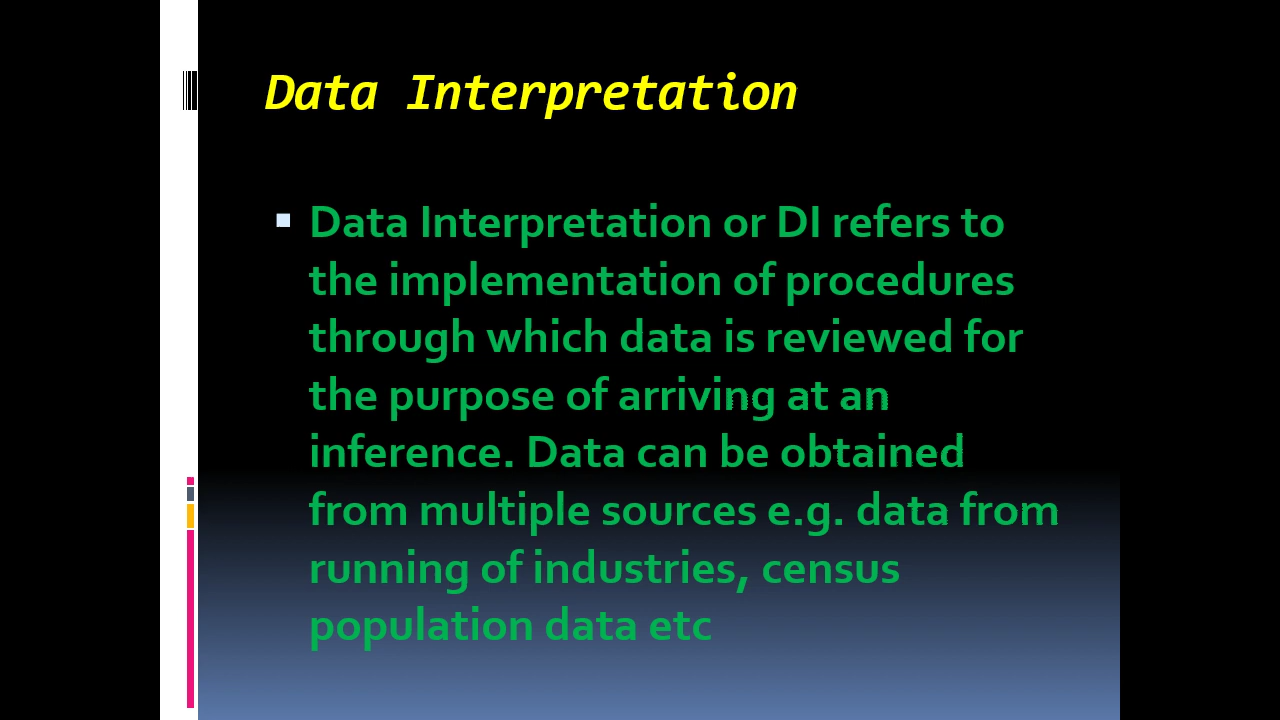 Data Interpretation
Data Interpretation or DI refers to
the implementation of procedures
through which data is reviewed for
the purpose of arriving at an
inference. Data can be obtained
from multiple sources e.g. data from
running of industries, census
population data etc